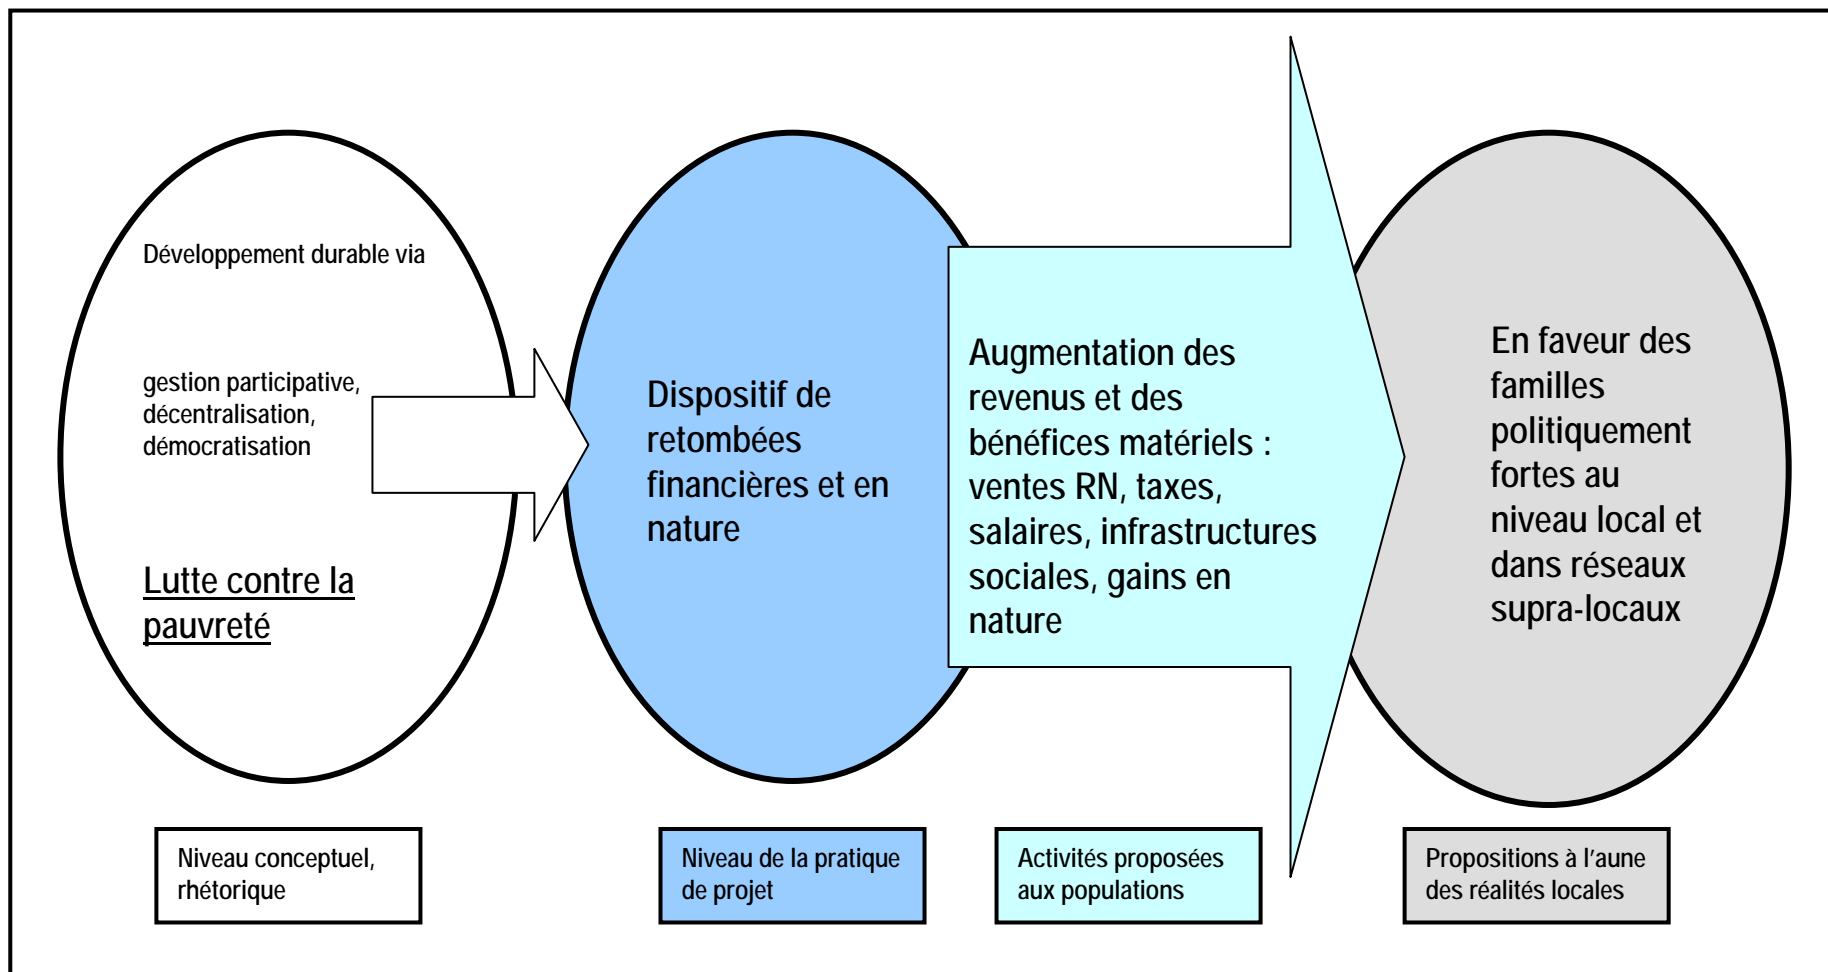 Développement durable via
gestion participative,
décentralisation,
démocratisation
Lutte contre la
pauvreté
Dispositif de
retombées
financières et en
nature
Augmentation des
revenus et des
bénéfices matériels :
ventes RN, taxes,
salaires, infrastructures
sociales, gains en
nature
En faveur des
familles
politiquement
fortes au
niveau local et
dans réseaux
supra-locaux
Niveau conceptuel,
rhétorique
Niveau de la pratique
de projet
Activités proposées
aux populations
Propositions à l’aune
des réalités locales